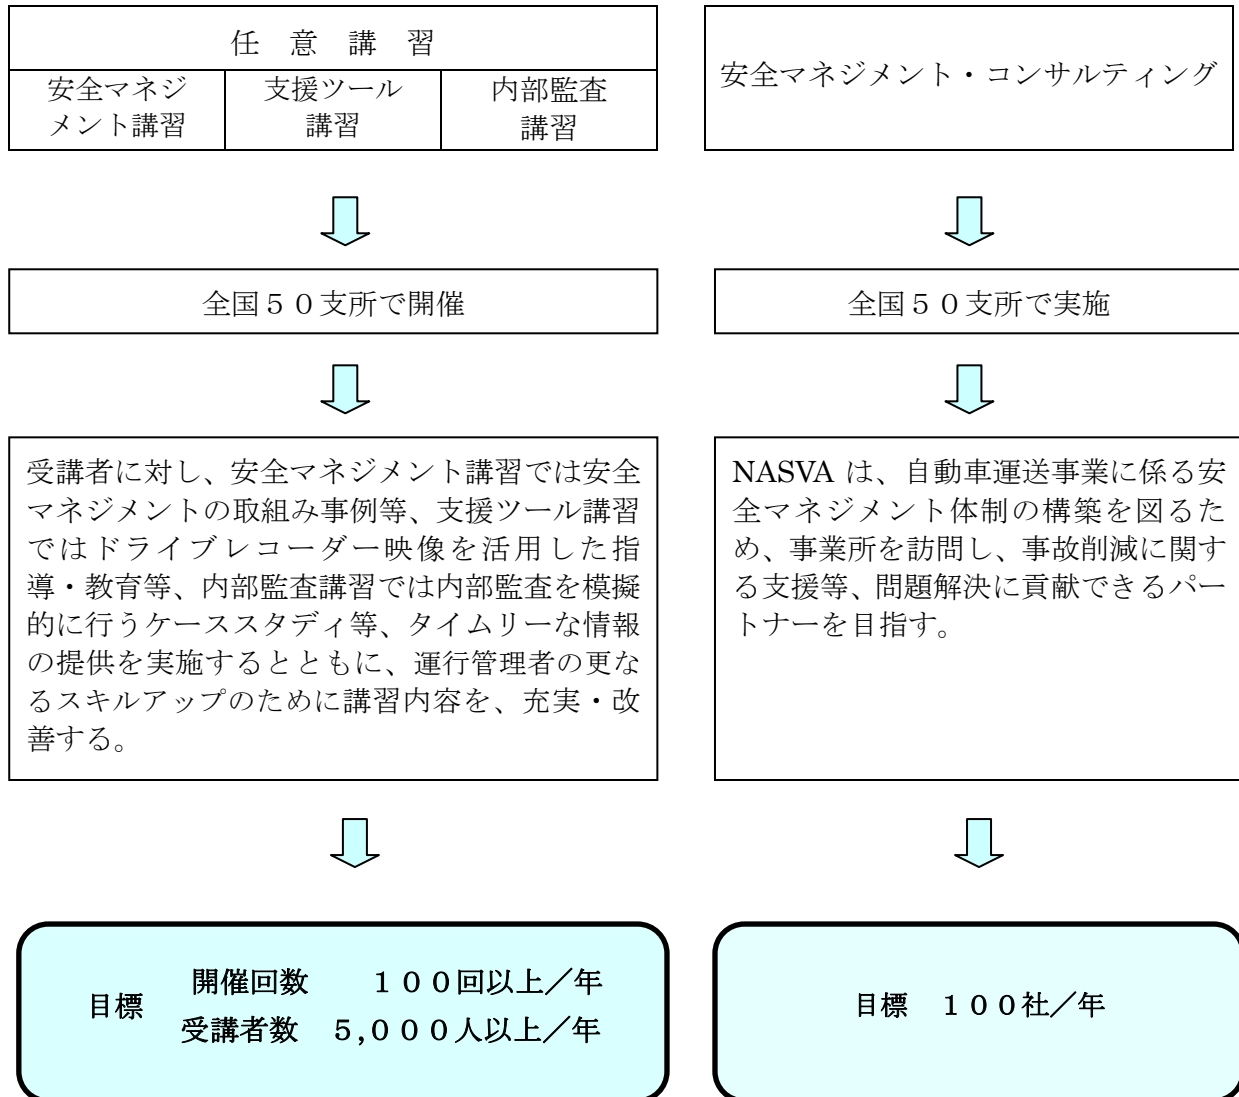 任 意 講 習
安全マネジ
メント講習
支援ツール
講習
内部監査
講習
全国５０支所で開催
受講者に対し、安全マネジメント講習では安全
マネジメントの取組み事例等、支援ツール講習
ではドライブレコーダー映像を活用した指
導・教育等、内部監査講習では内部監査を模擬
的に行うケーススタディ等、タイムリーな情報
の提供を実施するとともに、運行管理者の更な
るスキルアップのために講習内容を、充実・改
善する。
目標
開催回数 １００回以上／年
受講者数 ５,０００人以上／年
安全マネジメント・コンサルティング
全国５０支所で実施
NASVA は、自動車運送事業に係る安
全マネジメント体制の構築を図るた
め、事業所を訪問し、事故削減に関す
る支援等、問題解決に貢献できるパー
トナーを目指す。
目標 １００社／年